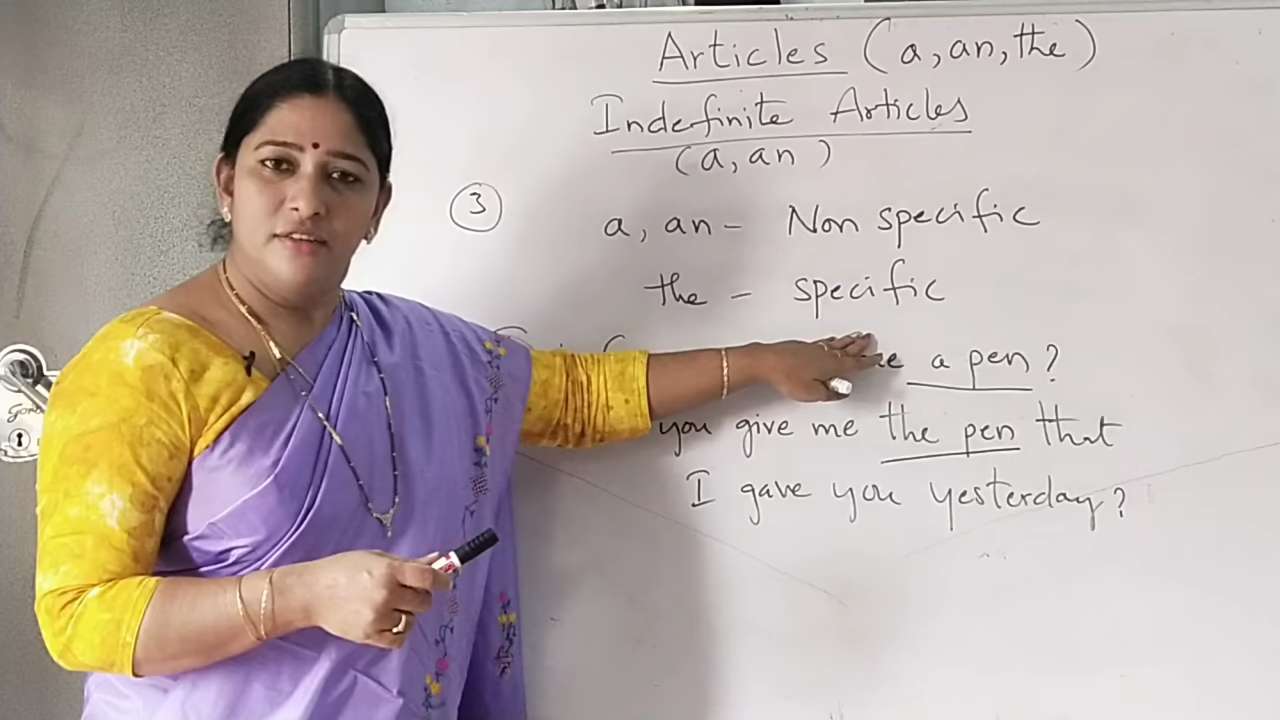 Articles (a, an, the)
Indefinite Articles
(a, an)
3 a, an - Non specific
the - specific
a pen?
you give me the pen that
I gave you yesterday?